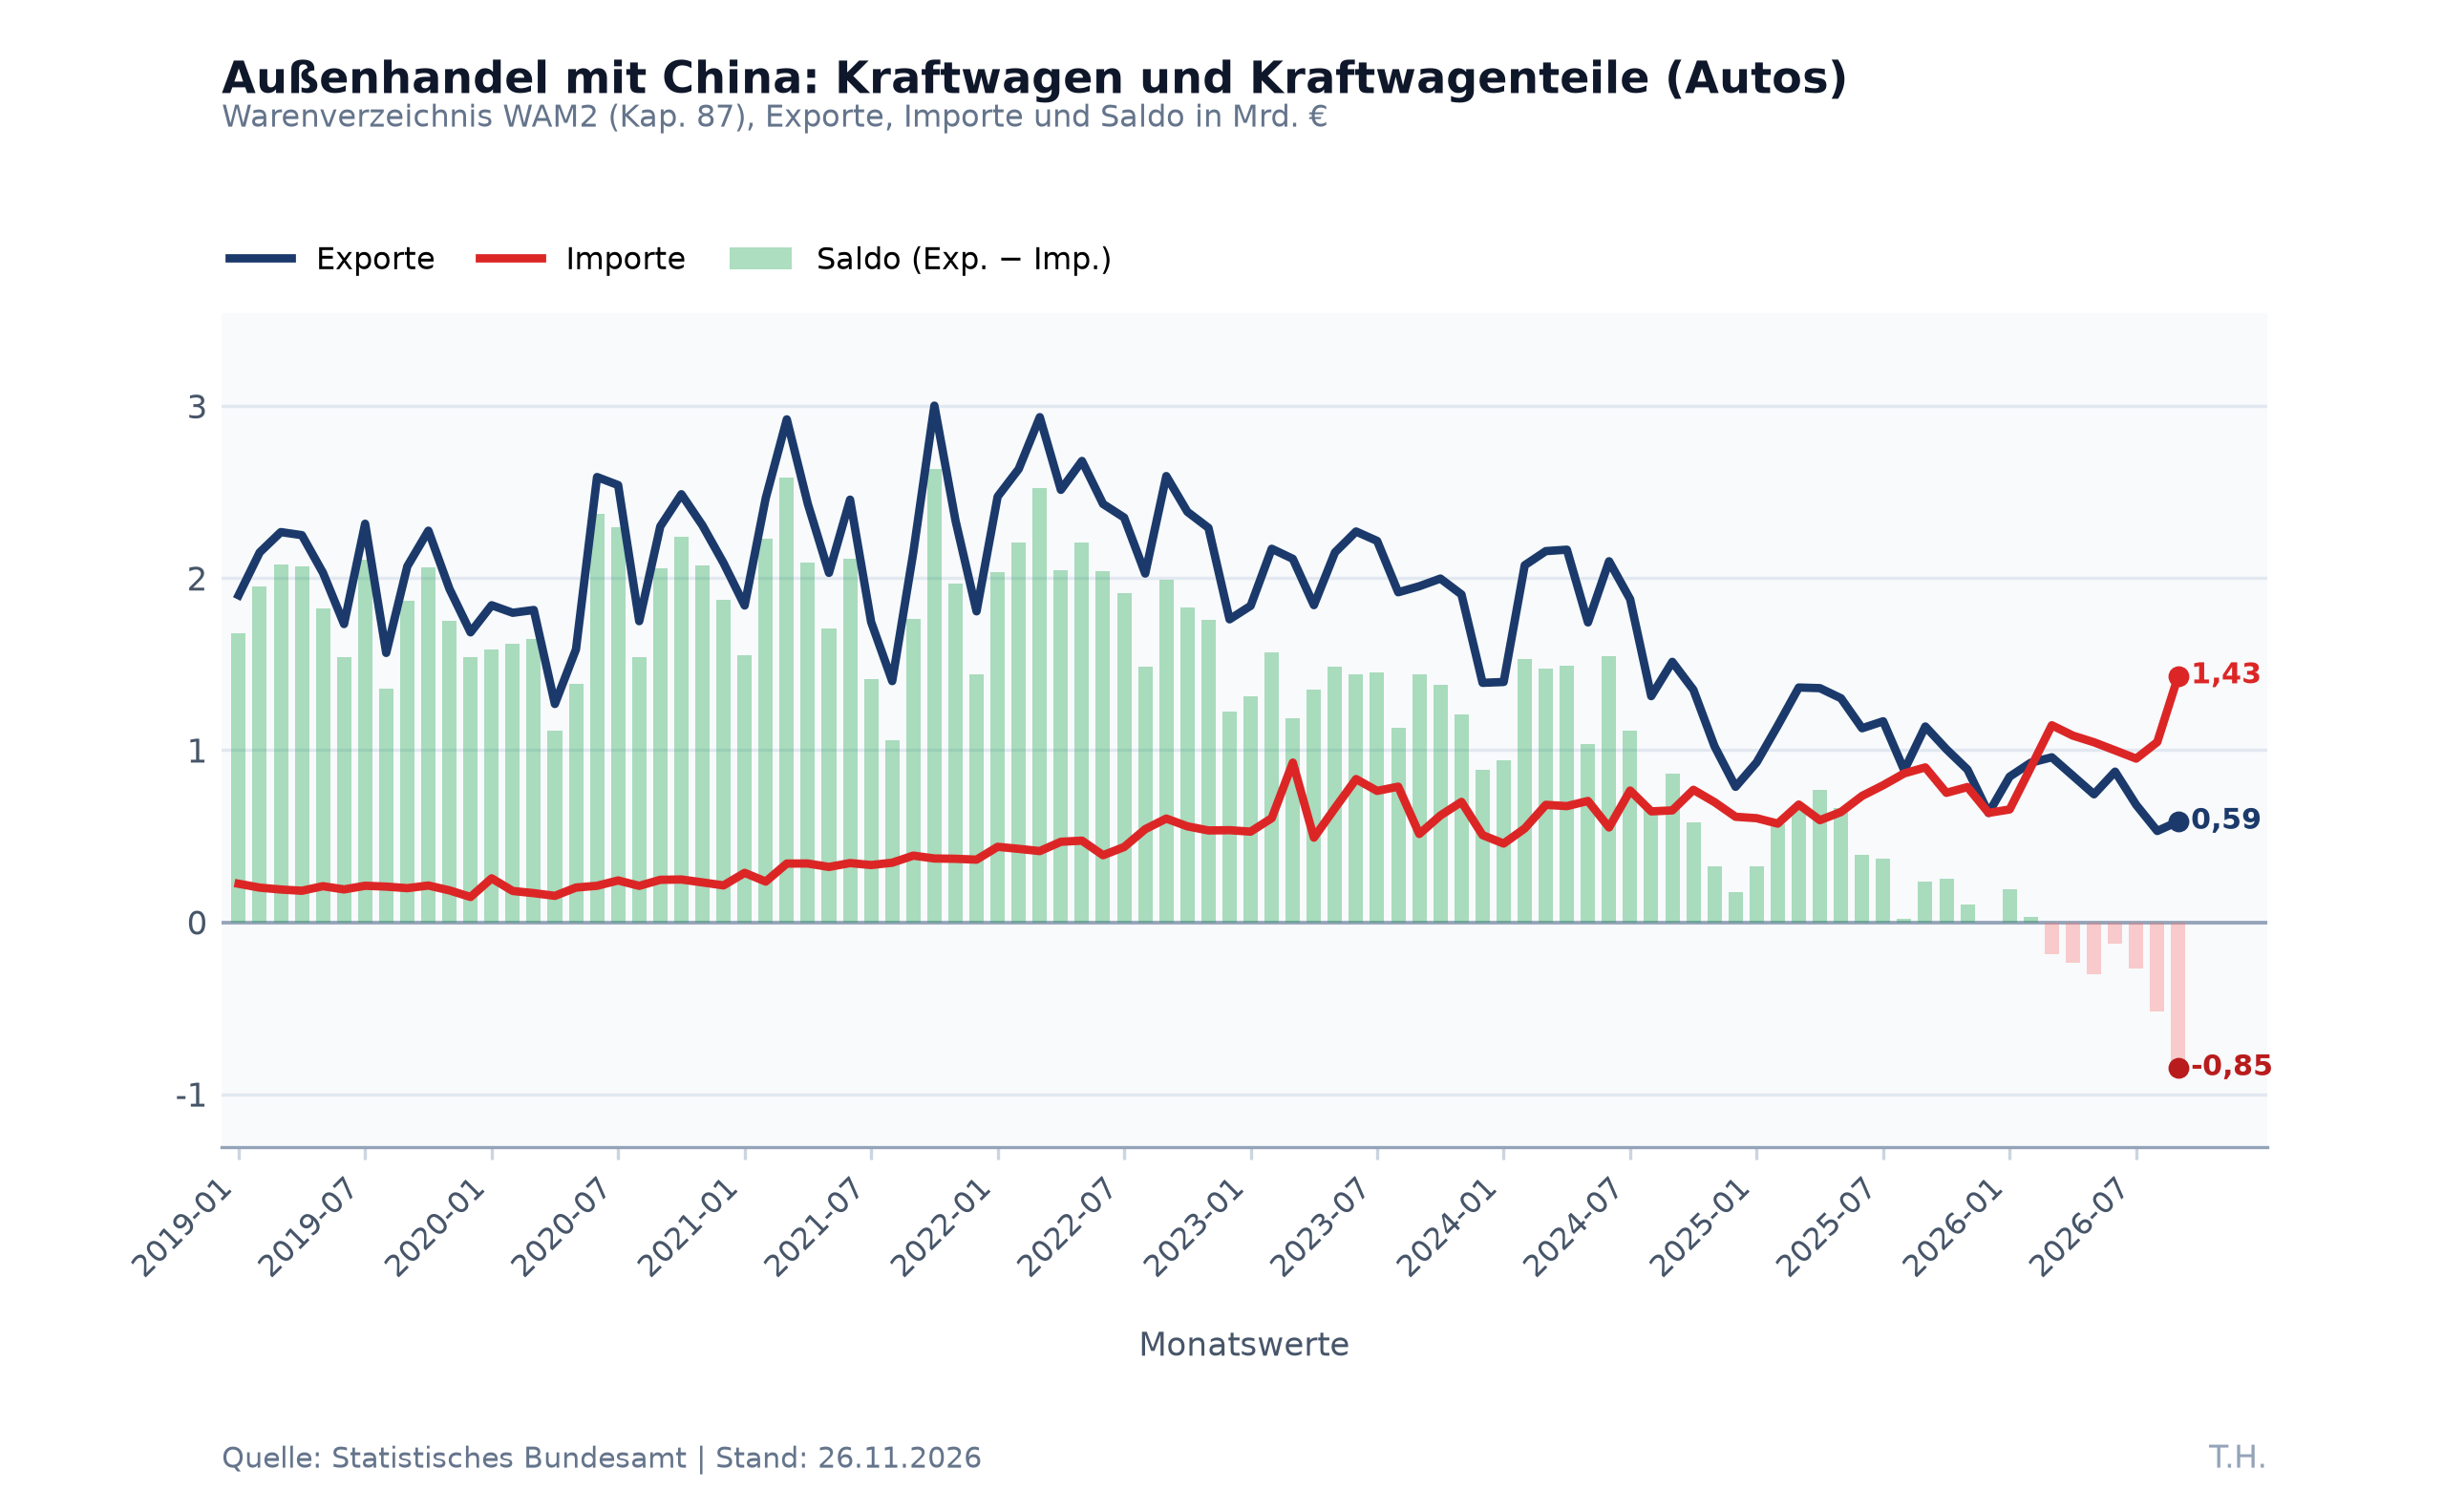 Außenhandel mit China: Kraftwagen und Kraftwagenteile (Autos)
Warenverzeichnis WAM2 (Kap. 87), Exporte, Importe und Saldo in Mrd. €
Exporte Importe Saldo (Exp. − Imp.)
3
2
1
0
-1
1,43
0,59
-0,85
2019-01 2019-07 2020-01 2020-07 2021-01 2021-07 2022-01 2022-07 2023-01 2023-07 2024-01 2024-07 2025-01 2025-07 2026-01 2026-07
Monatswerte
Quelle: Statistisches Bundesamt | Stand: 26.11.2026
T.H.